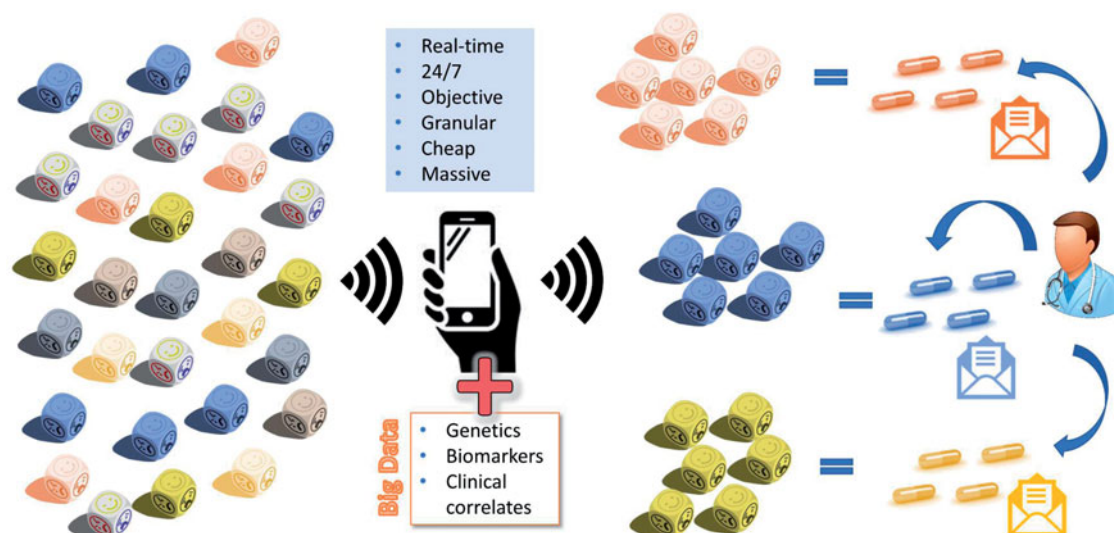 Real-time
24/7
Objective
Granular
Cheap
Massive
Big Data
Genetics
Biomarkers
Clinical
correlates